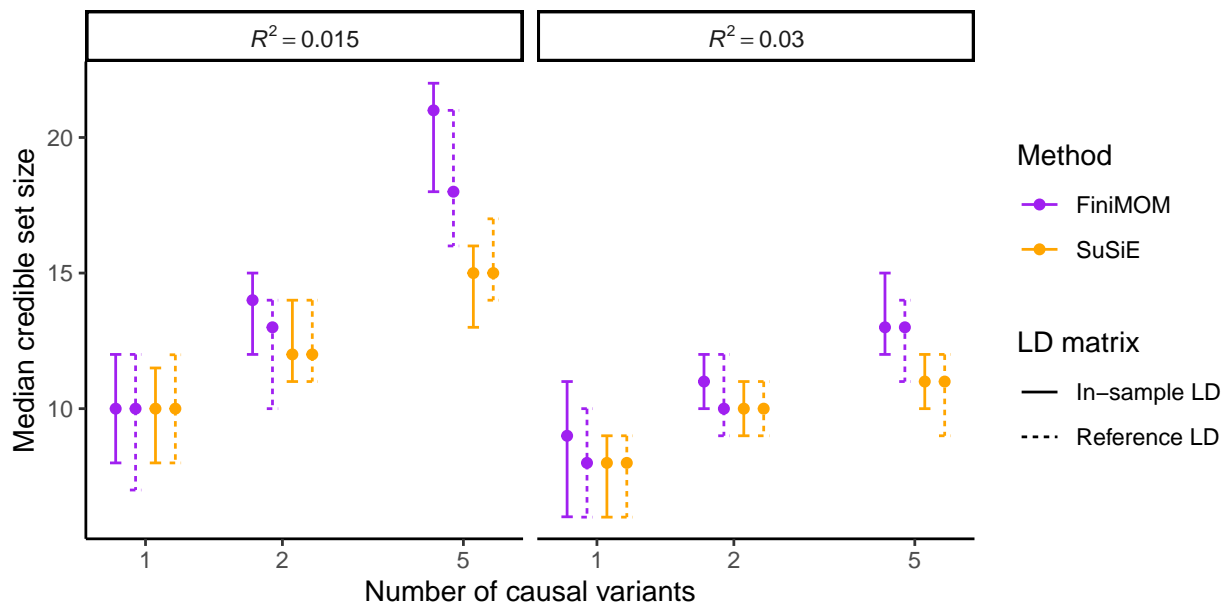 R² = 0.015
R² = 0.03
Median credible set size
20
15
10
1
2
5
1
2
5
Number of causal variants
Method
FiniMOM
SuSiE
LD matrix
In−sample LD
Reference LD